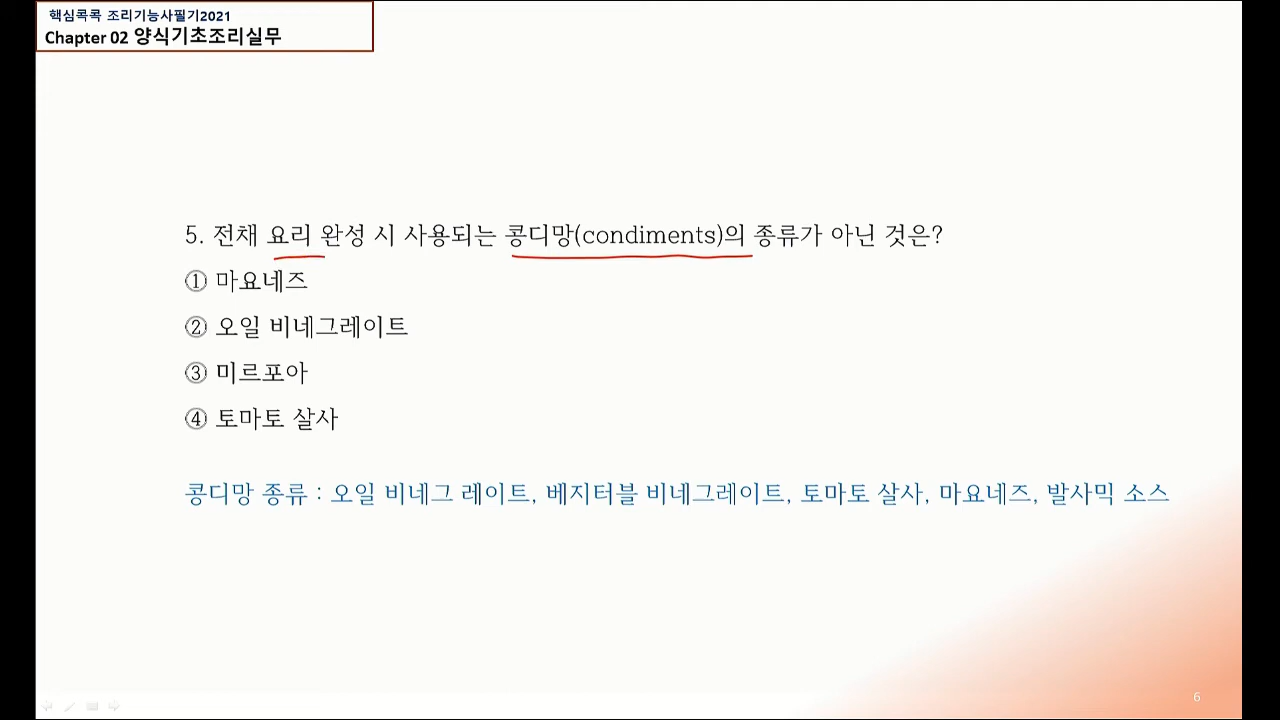 핵심콕콕 조리기능사필기2021
Chapter 02 양식기초조리실무
5. 전채 요리 완성 시 사용되는 콩디망(condiments)의 종류가 아닌 것은?
① 마요네즈
② 오일 비네그레이트
③ 미르포아
④ 토마토 살사
콩디망 종류 : 오일 비네그 레이트, 베지터블 비네그레이트, 토마토 살사, 마요네즈, 발사믹 소스
6